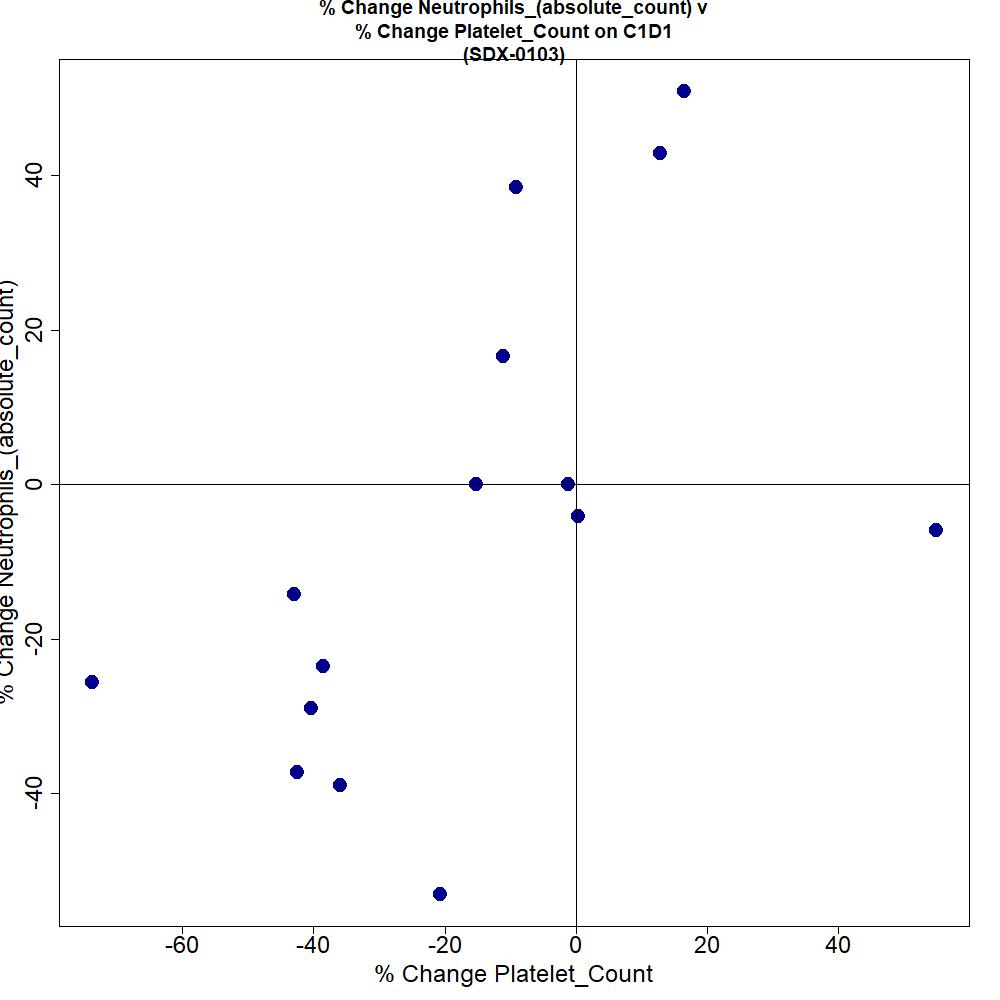 % Change Neutrophils_(absolute_count) v
% Change Platelet_Count on C1D1
(SDX-0103)
% Change Neutrophils_(absolute_count)
40
20
0
-20
-40
-60
-40
-20
0
20
40
% Change Platelet_Count